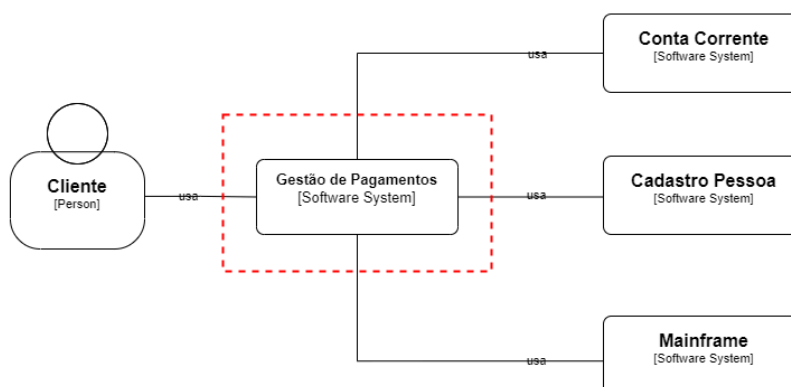 Conta Corrente
[Software System]
usa
Cliente
[Person]
usa
Gestão de Pagamentos
[Software System]
usa
Cadastro Pessoa
[Software System]
usa
Mainframe
[Software System]